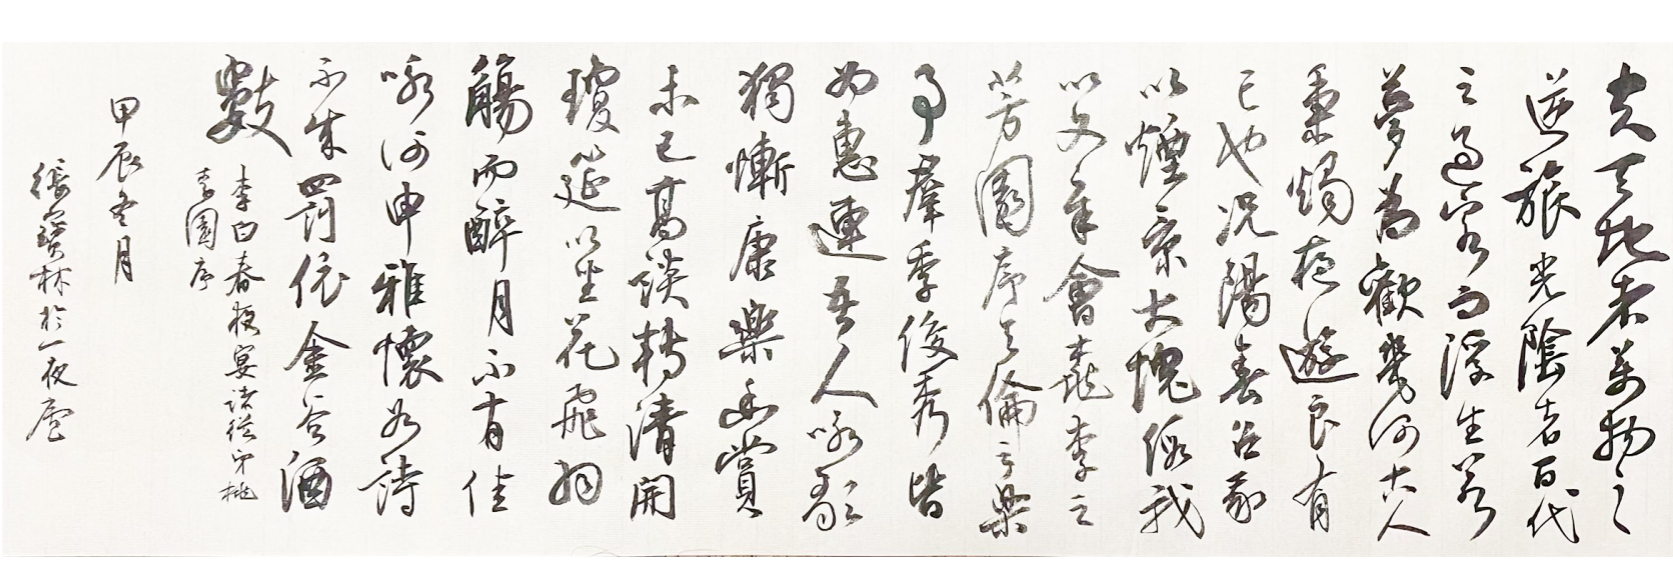 夫天地者萬物之
逆旅光陰者百代
之過客而浮生若
夢為歡幾何古人
秉燭夜遊良有
以也況陽春召我
以煙景大塊假我
以文章會桃李之
芳園序天倫之樂
事羣季俊秀皆
為惠連吾人詠歌
獨慚康樂幽賞
未已高談轉清開
瓊筵以坐花飛羽
觴而醉月不有佳
詠何申雅懷如詩
不成罰依金谷酒
數
李白春夜宴諸從弟桃
李園序
甲辰冬月
張寶林於一夜廬